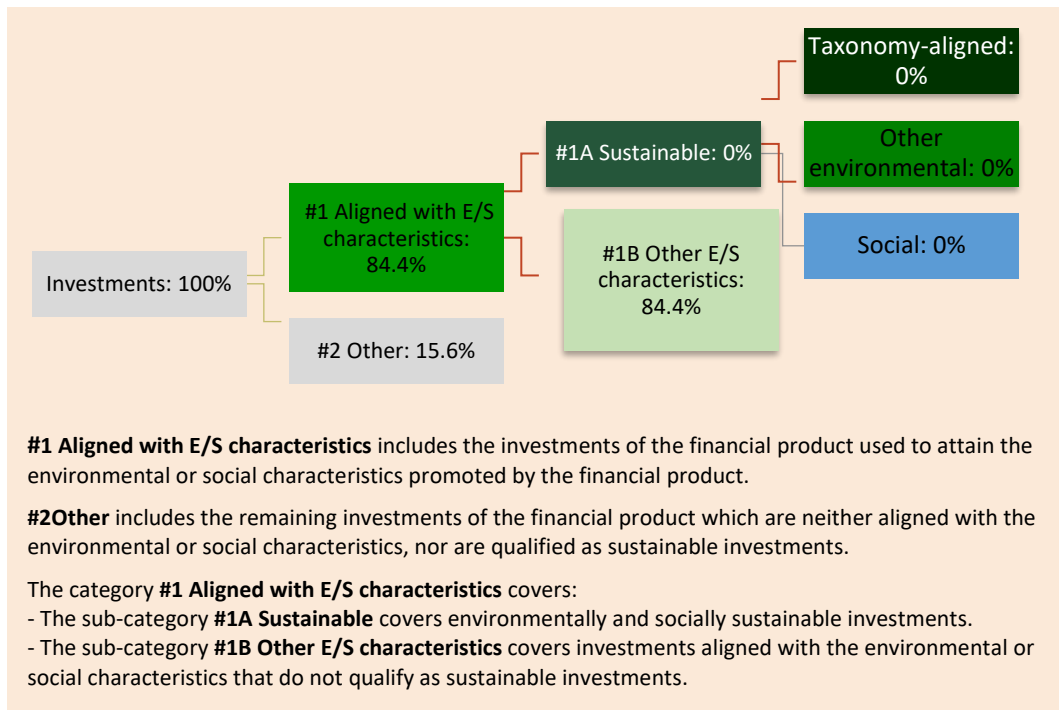 Taxonomy-aligned:
0%
#1A Sustainable: 0%
Other
environmental: 0%
#1 Aligned with E/S
characteristics:
84.4%
#1B Other E/S
characteristics:
84.4%
Social: 0%
Investments: 100%
#2 Other: 15.6%
#1 Aligned with E/S characteristics includes the investments of the financial product used to attain the
environmental or social characteristics promoted by the financial product.
#2Other includes the remaining investments of the financial product which are neither aligned with the
environmental or social characteristics, nor are qualified as sustainable investments.
The category #1 Aligned with E/S characteristics covers:
- The sub-category #1A Sustainable covers environmentally and socially sustainable investments.
- The sub-category #1B Other E/S characteristics covers investments aligned with the environmental or
social characteristics that do not qualify as sustainable investments.